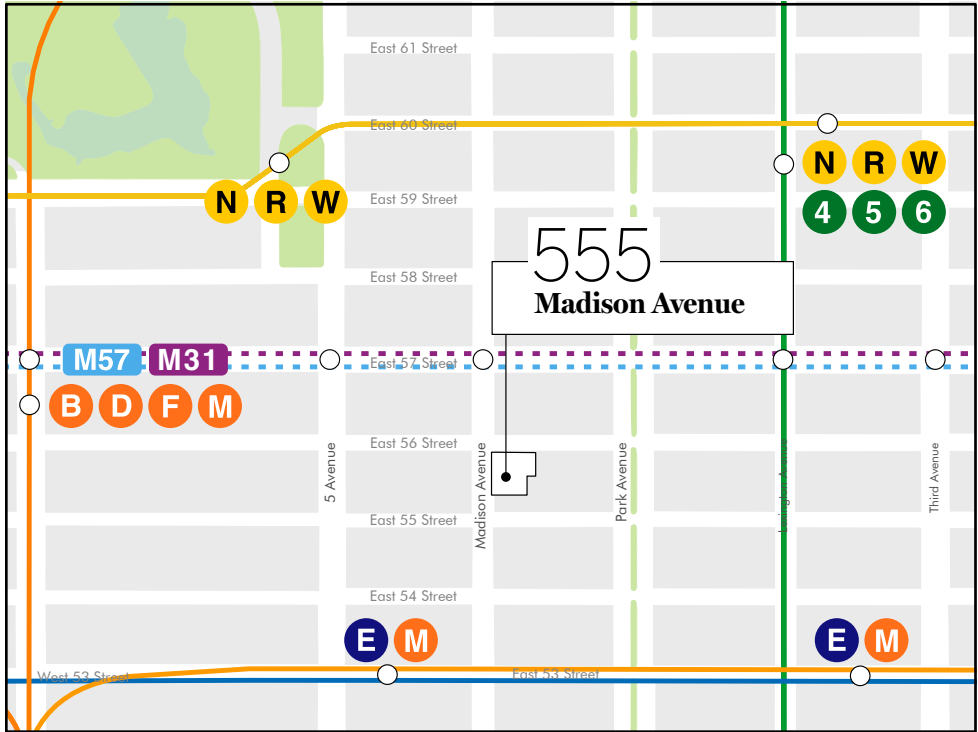 East 61 Street
East 60 Street
N R W
N R W
East 59 Street
4 5 6
555
Madison Avenue
East 58 Street
M57 M31
East 57 Street
B D F M
East 56 Street
5 Avenue
Madison Avenue
Park Avenue
Lexington Avenue
Third Avenue
East 55 Street
East 54 Street
E M
E M
West 53 Street
East 53 Street